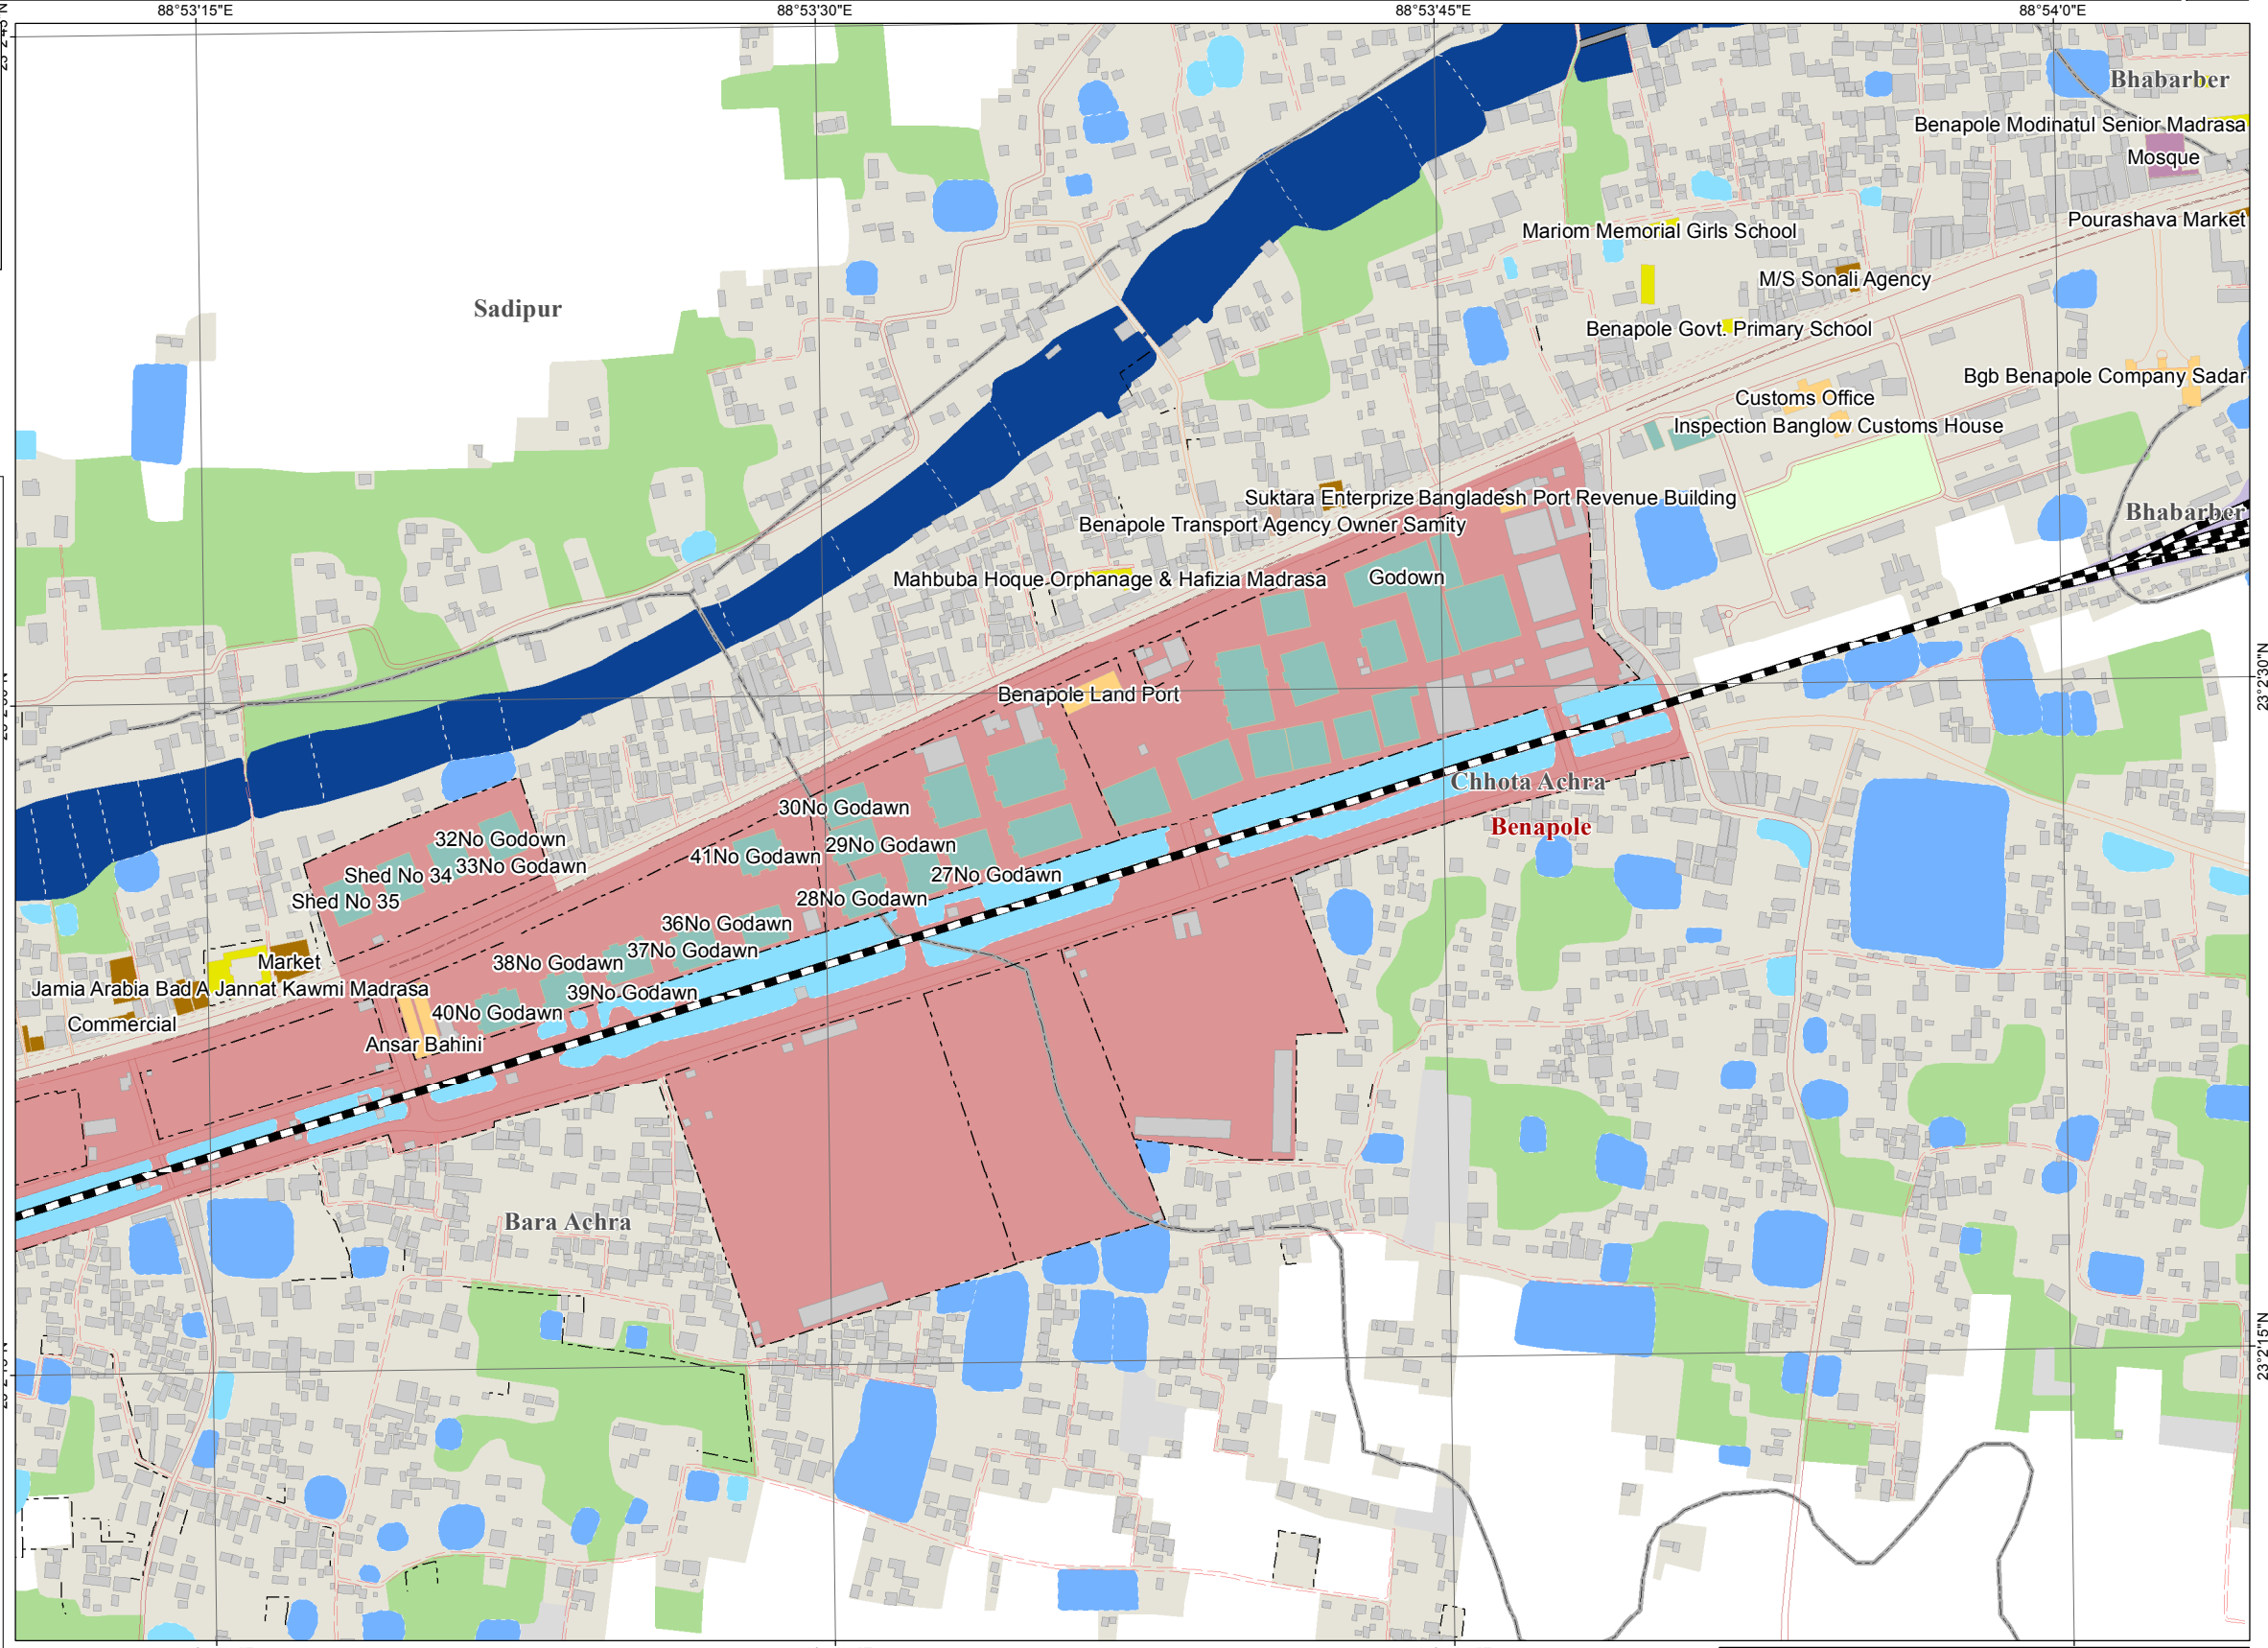 88°53'15"E
88°53'30"E
88°53'45"E
88°54'0"E
Bhabarber
Benapole Modinatul Senior Madrasa
Mosque
Pourashava Market
Mariom Memorial Girls School
M/S Sonali Agency
Sadipur
Benapole Govt. Primary School
Bgb Benapole Company Sadar
Customs Office
Inspection Banglow Customs House
Suktara Enterprize
Bangladesh Port Revenue Building
Bhabarber
Benapole Transport Agency Owner Samity
Mahbuba Hoque Orphanage & Hafizia Madrasa
Godown
23°2'30"N
Benapole Land Port
Chhota Achra
30No Godawn
Benapole
32No Godown
29No Godawn
41No Godawn
33No Godawn
Shed No 34
27No Godawn
Shed No 35
28No Godawn
36No Godawn
37No Godawn
Market
38No Godawn
Jamia Arabia Bad A Jannat Kawmi Madrasa
39No Godawn
40No Godawn
Commercial
Ansar Bahini
Bara Achra
23°2'15"N